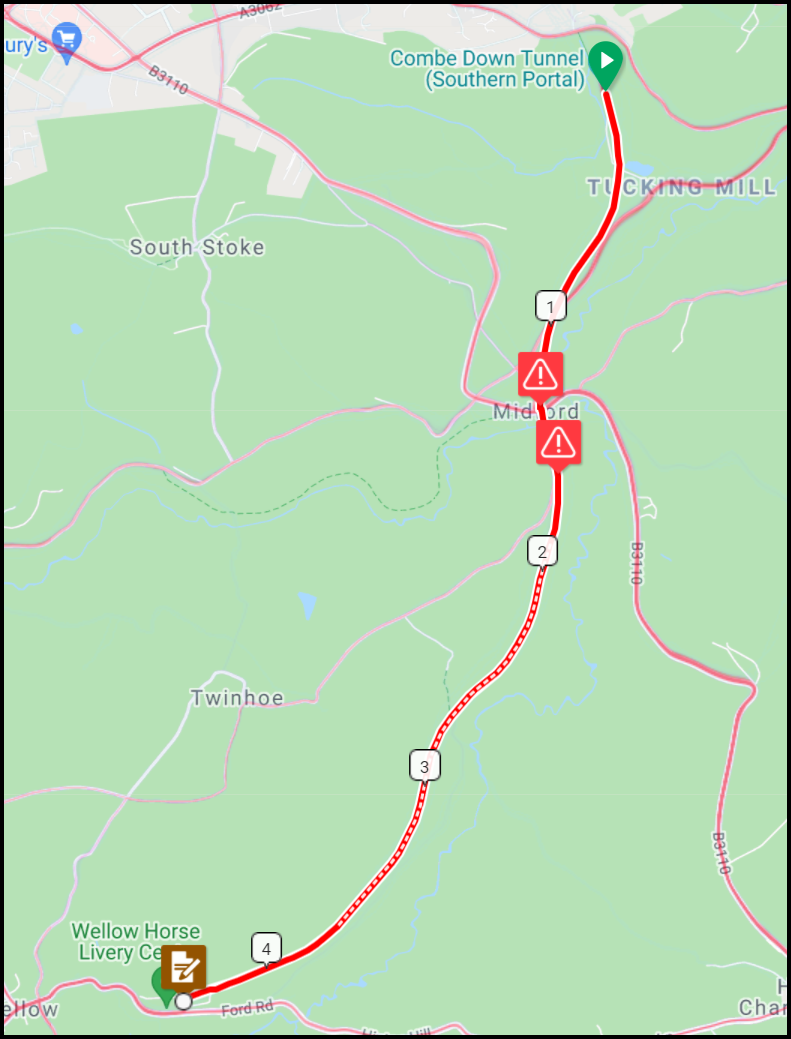 A3062
ury's
B3110
Combe Down Tunnel
(Southern Portal)
TUCKING MILL
South Stoke
1
Midford
2
B3110
Twinhoe
3
B3110
Wellow Horse
Livery Ce
4
ellow
Ford Rd
H
Char
Hill